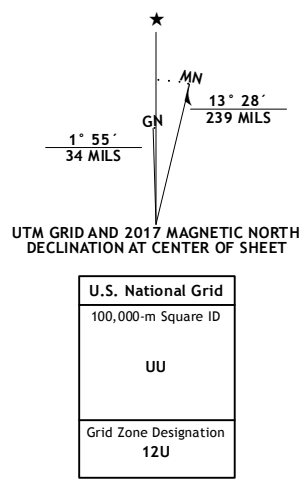 ★
MN
GN
13° 28´
239 MILS
1° 55´
34 MILS
UTM GRID AND 2017 MAGNETIC NORTH
DECLINATION AT CENTER OF SHEET
U.S. National Grid
100,000-m Square ID
UU
Grid Zone Designation
12U